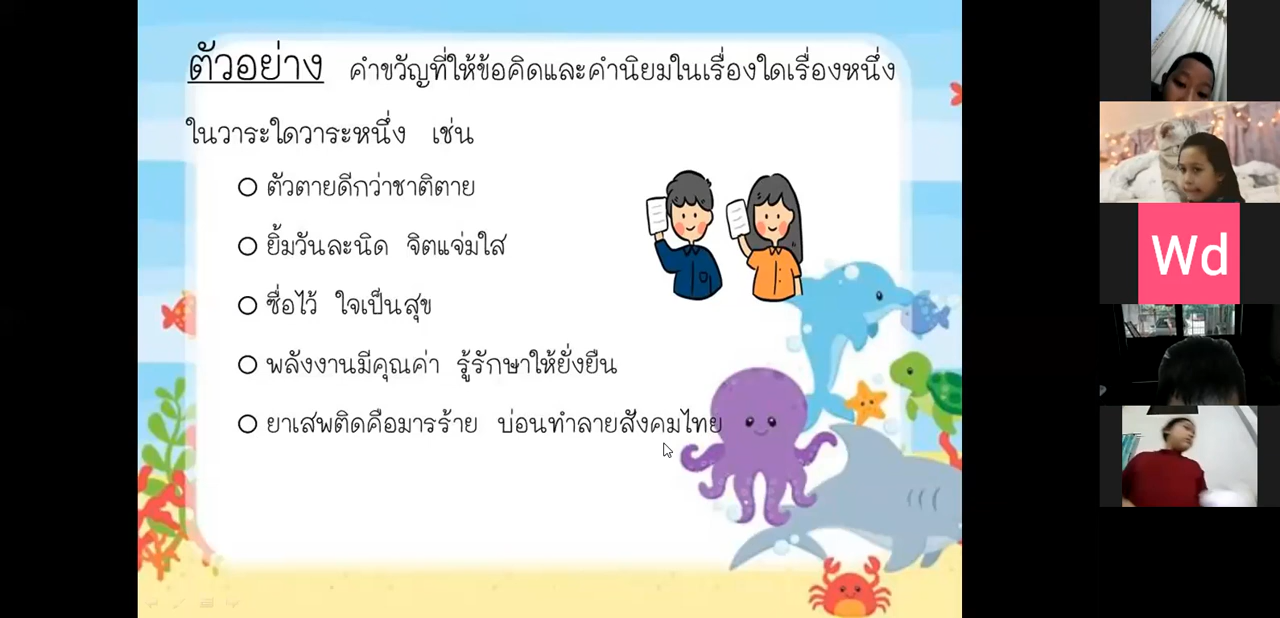 ตัวอย่าง คำขวัญที่ให้ข้อคิดและคำนิยมในเรื่องใดเรื่องหนึ่ง
ในวาระใดวาระหนึ่ง เช่น
ตัวตายดีกว่าชาติตาย
ยิ้มวันละนิด จิตแจ่มใส
ซื่อไว้ ใจเป็นสุข
พลังงานมีคุณค่า รู้รักษาให้ยั่งยืน
ยาเสพติดคือมารร้าย บ่อนทำลายสังคมไทย
Wd